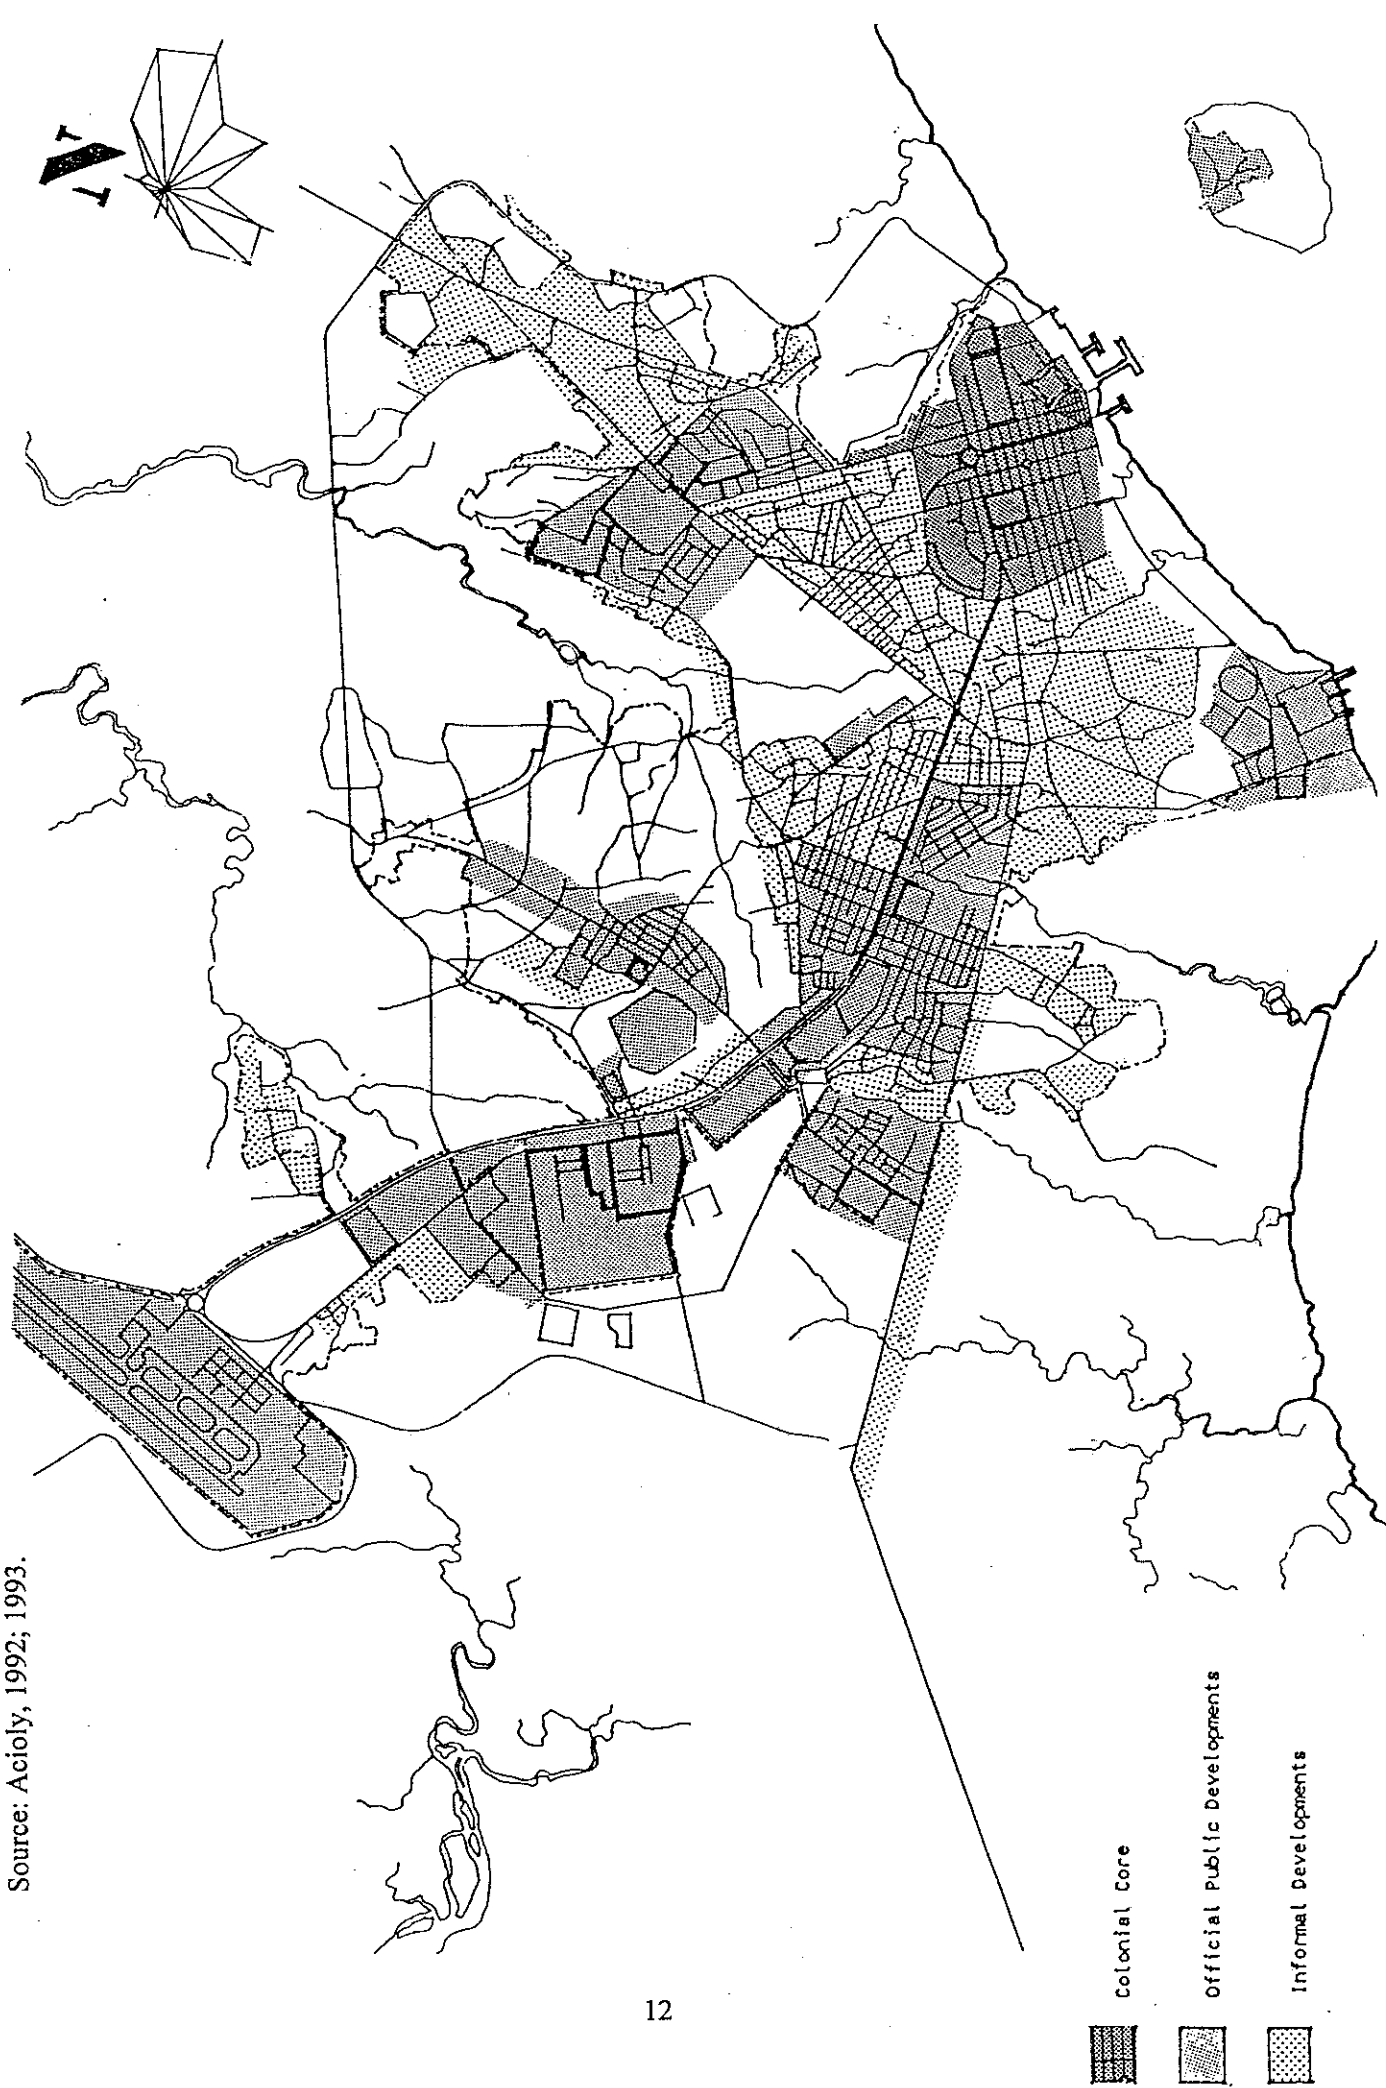 Source: Acioly, 1992; 1993.
N
Colonial Core
Official Public Developments
Informal Developments
12